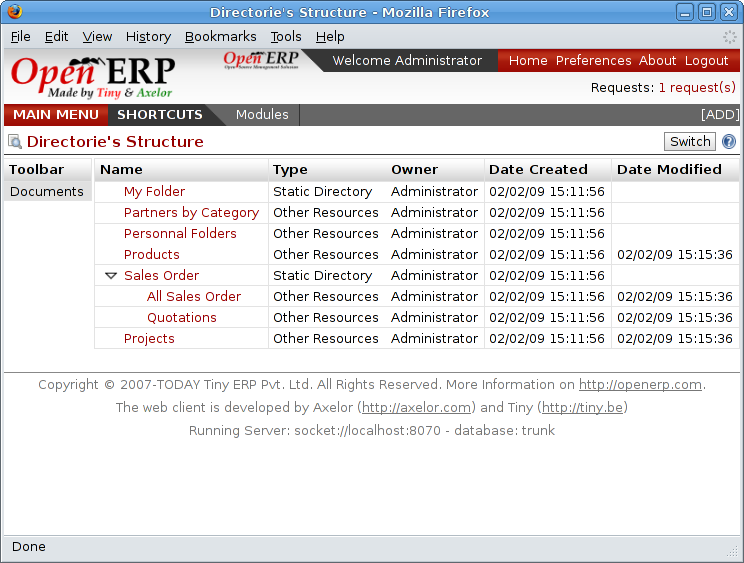 Directorie's Structure - Mozilla Firefox
File Edit View History Bookmarks Tools Help
Open ERP
Made by Tiny & Axelor
Open ERP
Open Source Management Solution
Welcome Administrator
Home Preferences About Logout
Requests: 1 request(s)
MAIN MENU SHORTCUTS Modules [ADD]
Directorie's Structure Switch ?
Toolbar Name Type Owner Date Created Date Modified
Documents My Folder Static Directory Administrator 02/02/09 15:11:56
Partners by Category Other Resources Administrator 02/02/09 15:11:56
Personnal Folders Other Resources Administrator 02/02/09 15:11:56
Products Other Resources Administrator 02/02/09 15:11:56 02/02/09 15:15:36
Sales Order Static Directory Administrator 02/02/09 15:11:56
All Sales Order Other Resources Administrator 02/02/09 15:11:56 02/02/09 15:15:36
Quotations Other Resources Administrator 02/02/09 15:11:56 02/02/09 15:15:36
Projects Other Resources Administrator 02/02/09 15:11:56 02/02/09 15:15:36
Copyright © 2007-TODAY Tiny ERP Pvt. Ltd. All Rights Reserved. More Information on http://openerp.com.
The web client is developed by Axelor (http://axelor.com) and Tiny (http://tiny.be)
Running Server: socket://localhost:8070 - database: trunk
Done